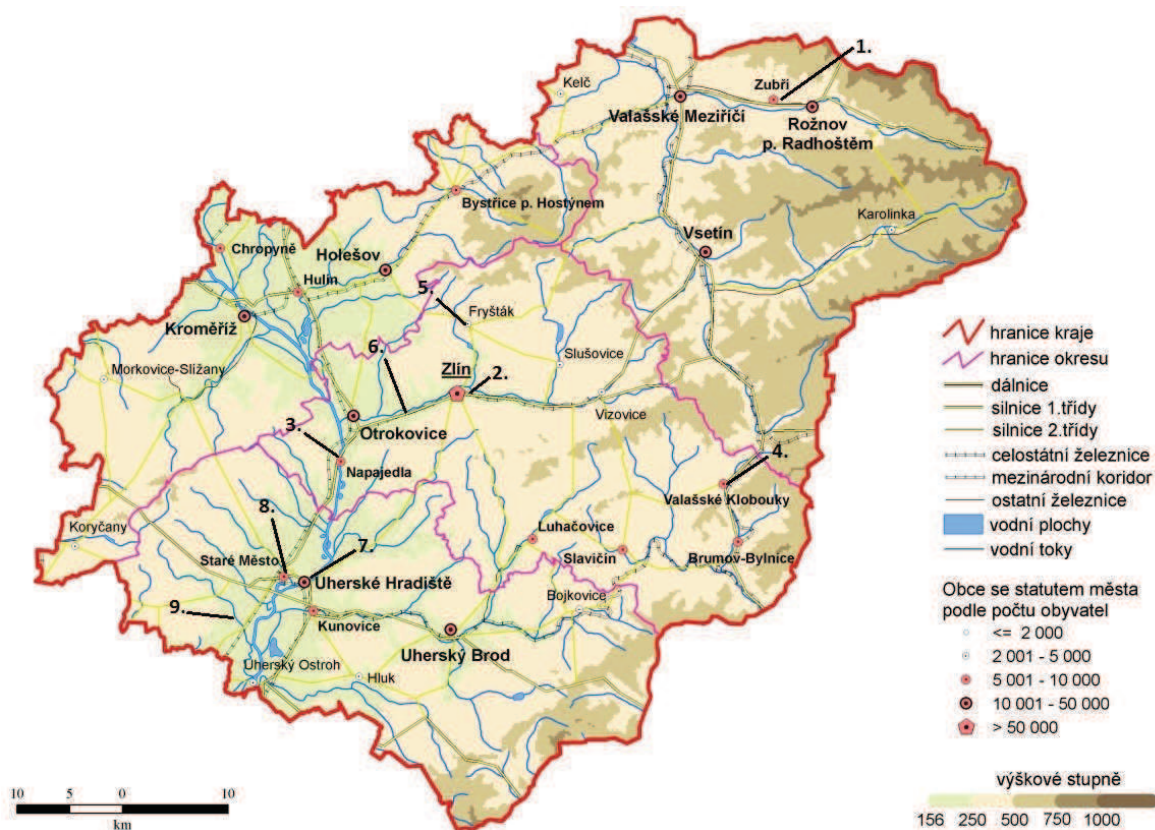 1.
Kelč
Zubří
Valašské Meziříčí
Rožnov
p. Radhoštěm
Bystřice p. Hostýnem
Karolinka
Vsetín
Chropyně
Holešov
Hulín
5.
Fryšták
Kroměříž
6.
Slušovice
Morkovice-Slížany
Zlín
2.
Vizovice
3.
Otrokovice
Napajedla
4.
Valašské Klobouky
Koryčany
8.
Luhačovice
Staré Město
7.
Slavičín
Brumov-Bylnice
Uherské Hradiště
Bojkovice
9.
Kunovice
Uherský Brod
Uherský Ostroh
Hluk
hranice kraje
hranice okresu
dálnice
silnice 1.třídy
silnice 2.třídy
celostátní železnice
mezinárodní koridor
ostatní železnice
vodní plochy
vodní toky
Obce se statutem města
podle počtu obyvatel
<= 2 000
2 001 - 5 000
5 001 - 10 000
10 001 - 50 000
> 50 000
výškové stupně
156 250 500 750 1000
10 5 0 10
km